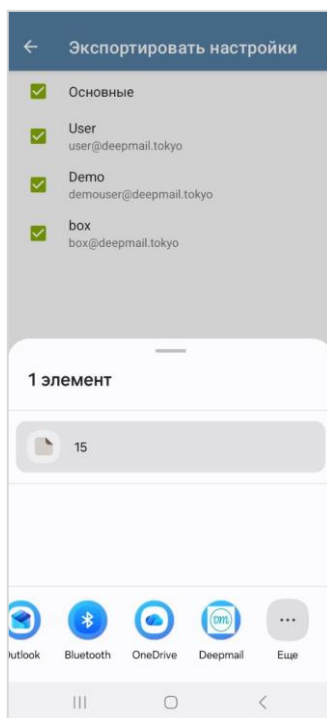 Экспортировать настройки
Основные
User
user@deepmail.tokyo
Demo
demouser@deepmail.tokyo
box
box@deepmail.tokyo
1 элемент
15
DM
utlook Bluetooth OneDrive Deepmail Еще